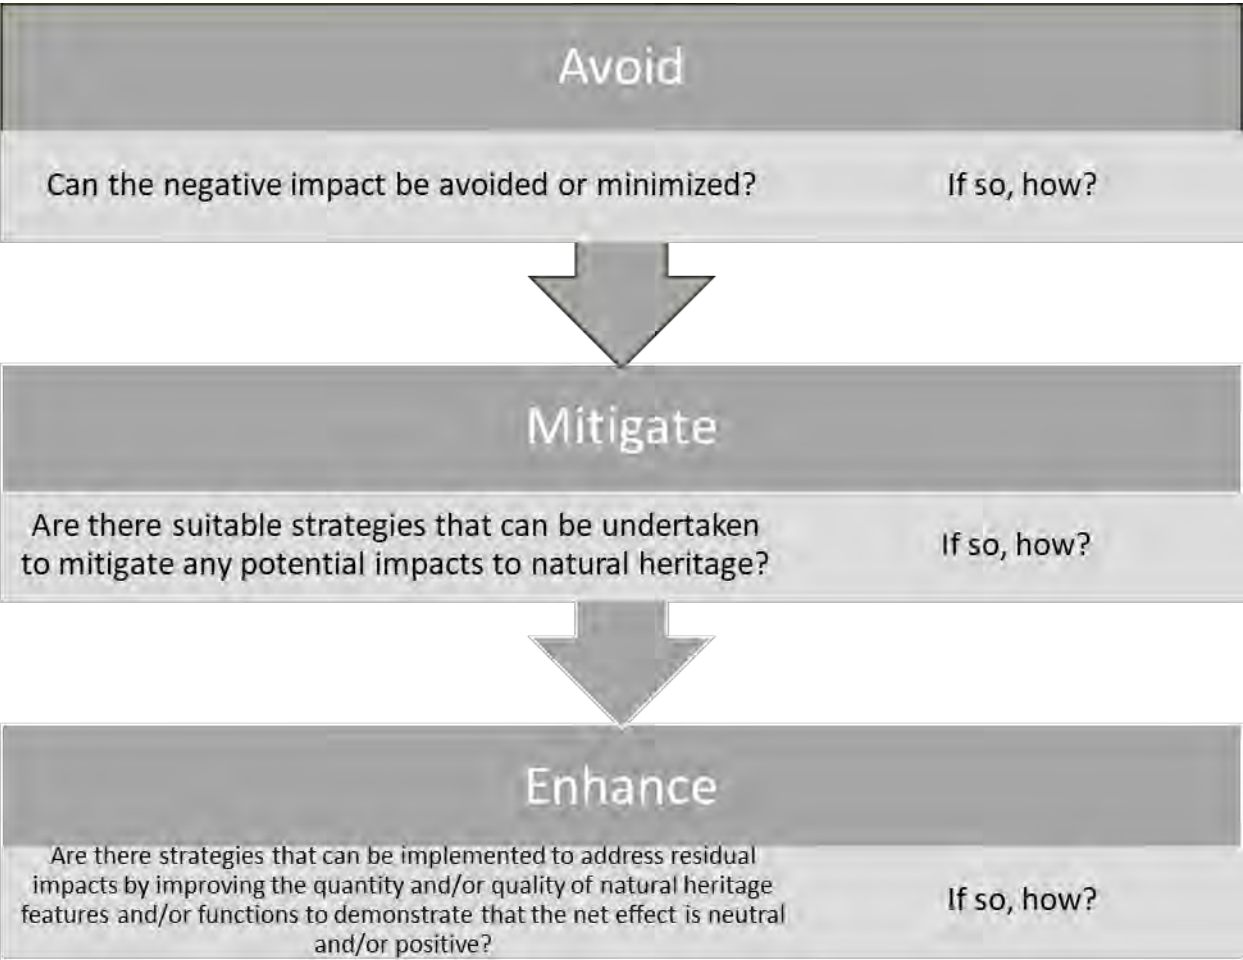 Avoid
Can the negative impact be avoided or minimized?
If so, how?
Mitigate
Are there suitable strategies that can be undertaken
to mitigate any potential impacts to natural heritage?
If so, how?
Enhance
Are there strategies that can be implemented to address residual
impacts by improving the quantity and/or quality of natural heritage
features and/or functions to demonstrate that the net effect is neutral
and/or positive?
If so, how?